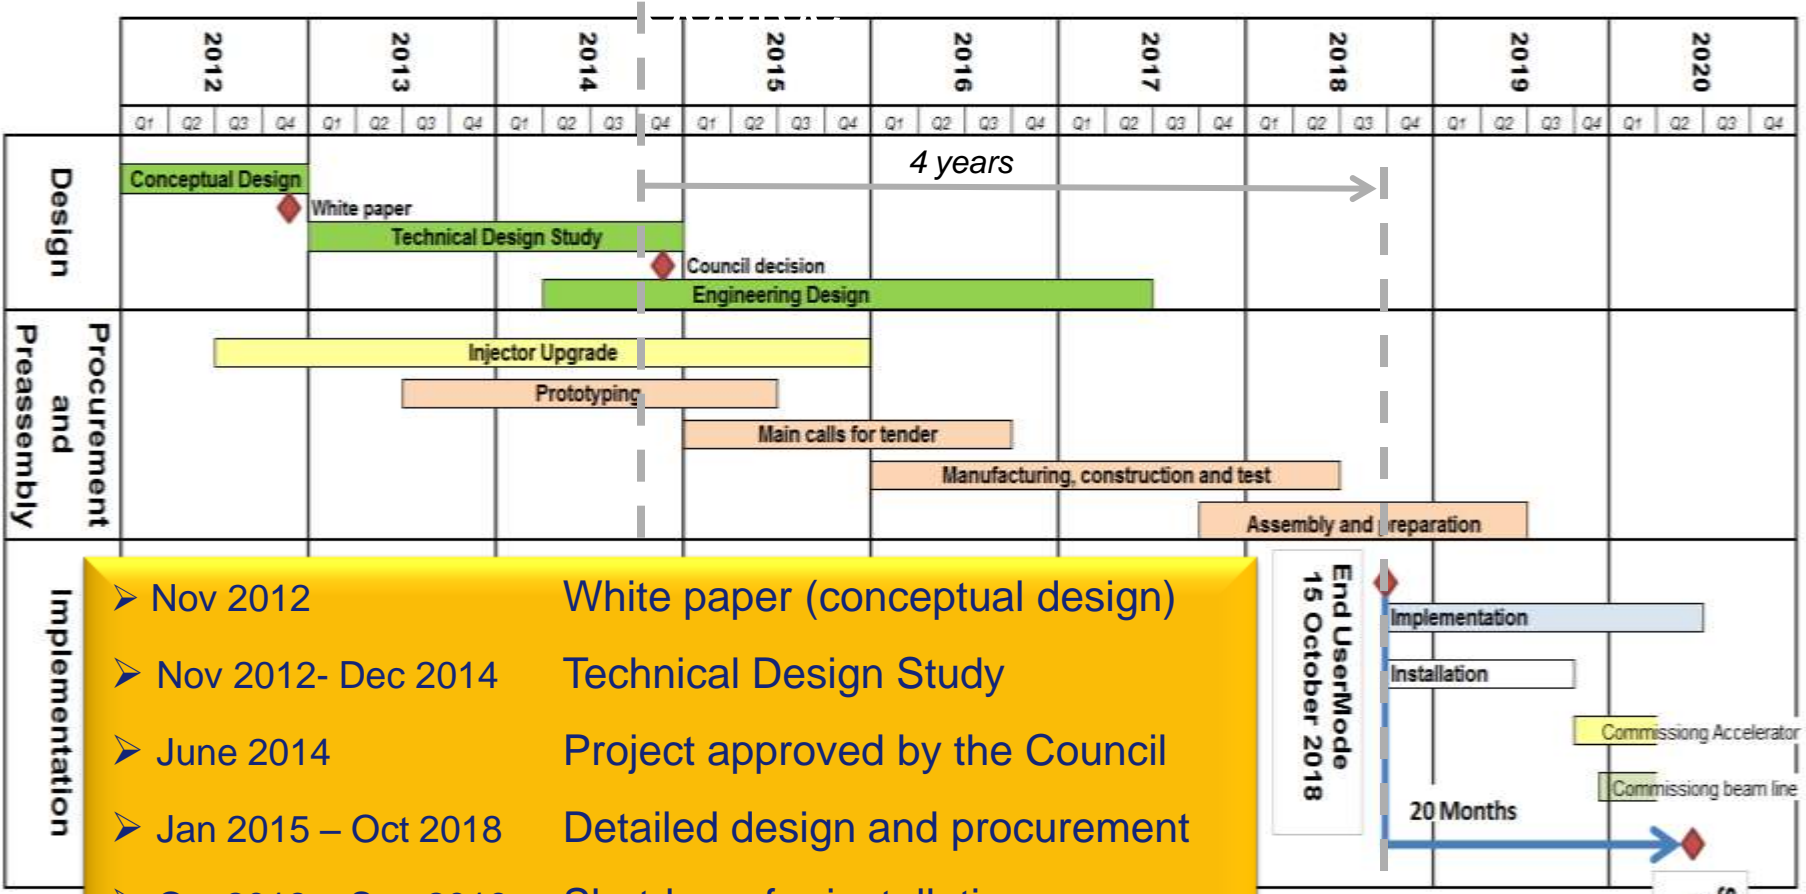 2012
2013
2014
2015
2016
2017
2018
2019
2020
Q1 Q2 Q3 Q4 Q1 Q2 Q3 Q4 Q1 Q2 Q3 Q4 Q1 Q2 Q3 Q4 Q1 Q2 Q3 Q4 Q1 Q2 Q3 Q4 Q1 Q2 Q3 Q4 Q1 Q2 Q3 Q4 Q1 Q2 Q3 Q4
Design
4 years
Conceptual Design
White paper
Technical Design Study
Council decision
Engineering Design
Procurement
and
Preassembly
Injector Upgrade
Prototyping
Main calls for tender
Manufacturing, construction and test
Assembly and preparation
Implementation
End UserMode
15 October 2018
Implementation
Installation
Commissiong Accelerator
Commissiong beam line
20 Months
➢ Nov 2012 White paper (conceptual design)
➢ Nov 2012- Dec 2014 Technical Design Study
➢ June 2014 Project approved by the Council
➢ Jan 2015 – Oct 2018 Detailed design and procurement